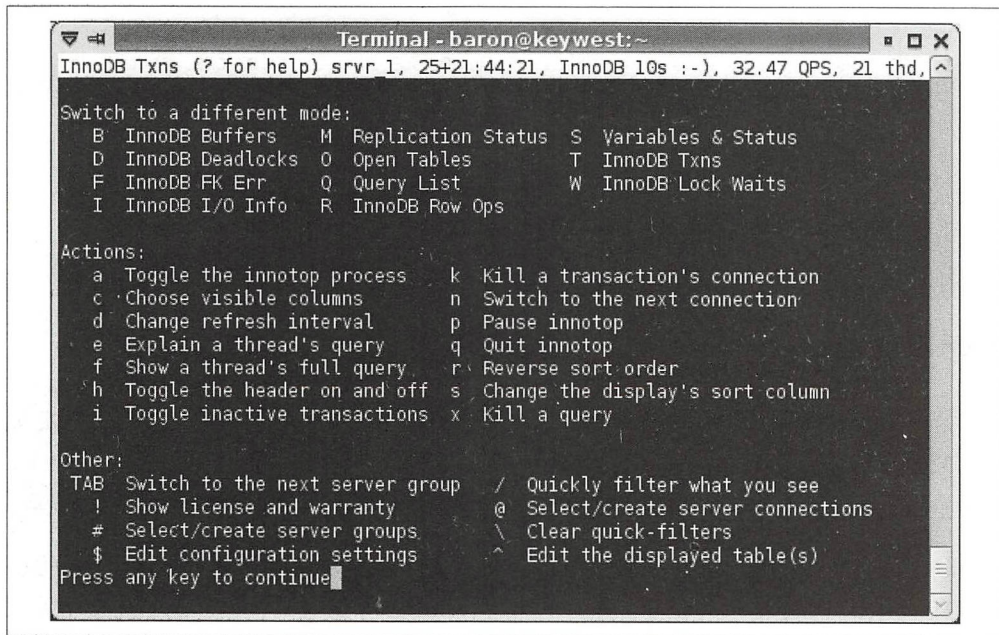 Terminal - baron@keywest:~
InnoDB Txns (? for help) srvr_1, 25+21:44:21, InnoDB 10s :-), 32.47 QPS, 21 thd,
Switch to a different mode:
B InnoDB Buffers M Replication Status S Variables & Status
D InnoDB Deadlocks O Open Tables T InnoDB Txns
F InnoDB FK Err Q Query List W InnoDB Lock Waits
I InnoDB I/O Info R InnoDB Row Ops
Actions:
a Toggle the innotop process k Kill a transaction's connection
c Choose visible columns n Switch to the next connection
d Change refresh interval p Pause innotop
e Explain a thread's query q Quit innotop
f Show a thread's full query r Reverse sort order
h Toggle the header on and off s Change the display's sort column
i Toggle inactive transactions x Kill a query
Other:
TAB Switch to the next server group / Quickly filter what you see
! Show license and warranty @ Select/create server connections
# Select/create server groups \ Clear quick-filters
$ Edit configuration settings ^ Edit the displayed table(s)
Press any key to continue